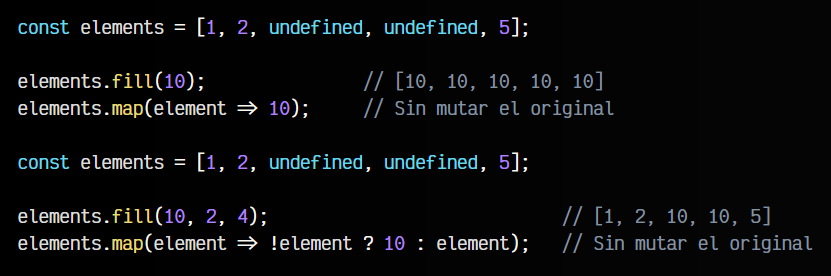 const elements = [1, 2, undefined, undefined, 5];
elements.fill(10); // [10, 10, 10, 10, 10]
elements.map(element => 10); // Sin mutar el original
const elements = [1, 2, undefined, undefined, 5];
elements.fill(10, 2, 4); // [1, 2, 10, 10, 5]
elements.map(element => !element ? 10 : element); // Sin mutar el original